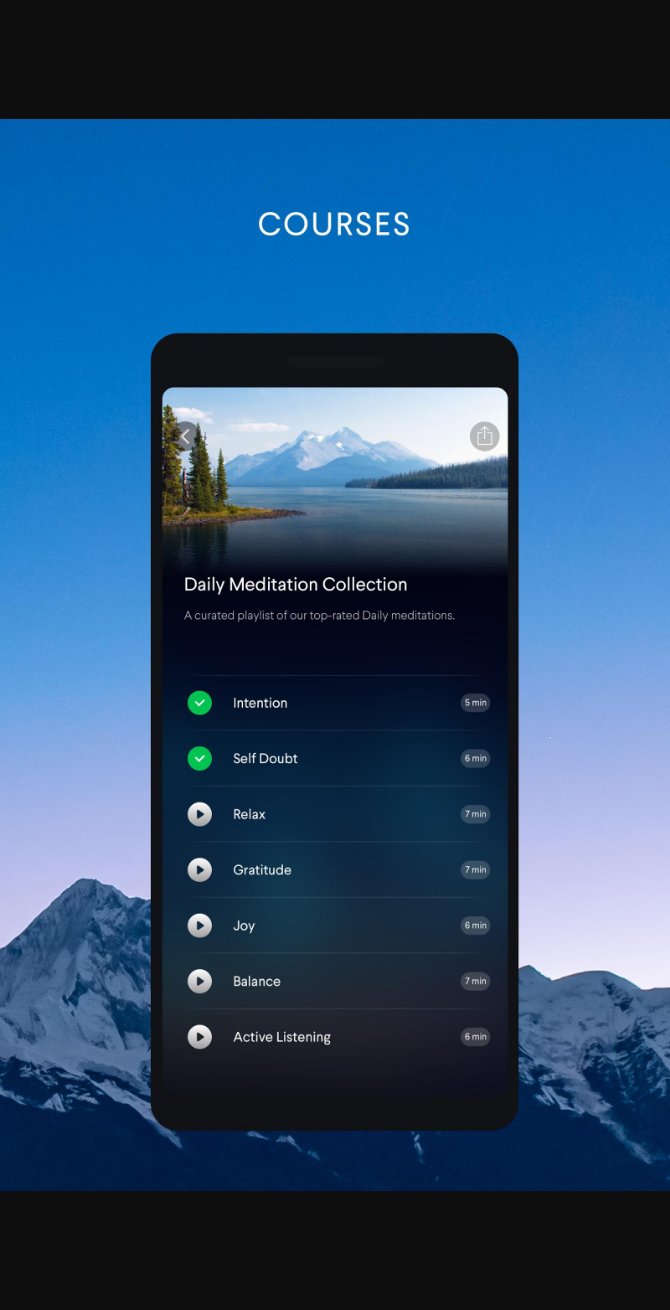 COURSES
Daily Meditation Collection
A curated playlist of our top-rated Daily meditations.
Intention 5 min
Self Doubt 6 min
Relax 7 min
Gratitude 7 min
Joy 6 min
Balance 7 min
Active Listening 6 min